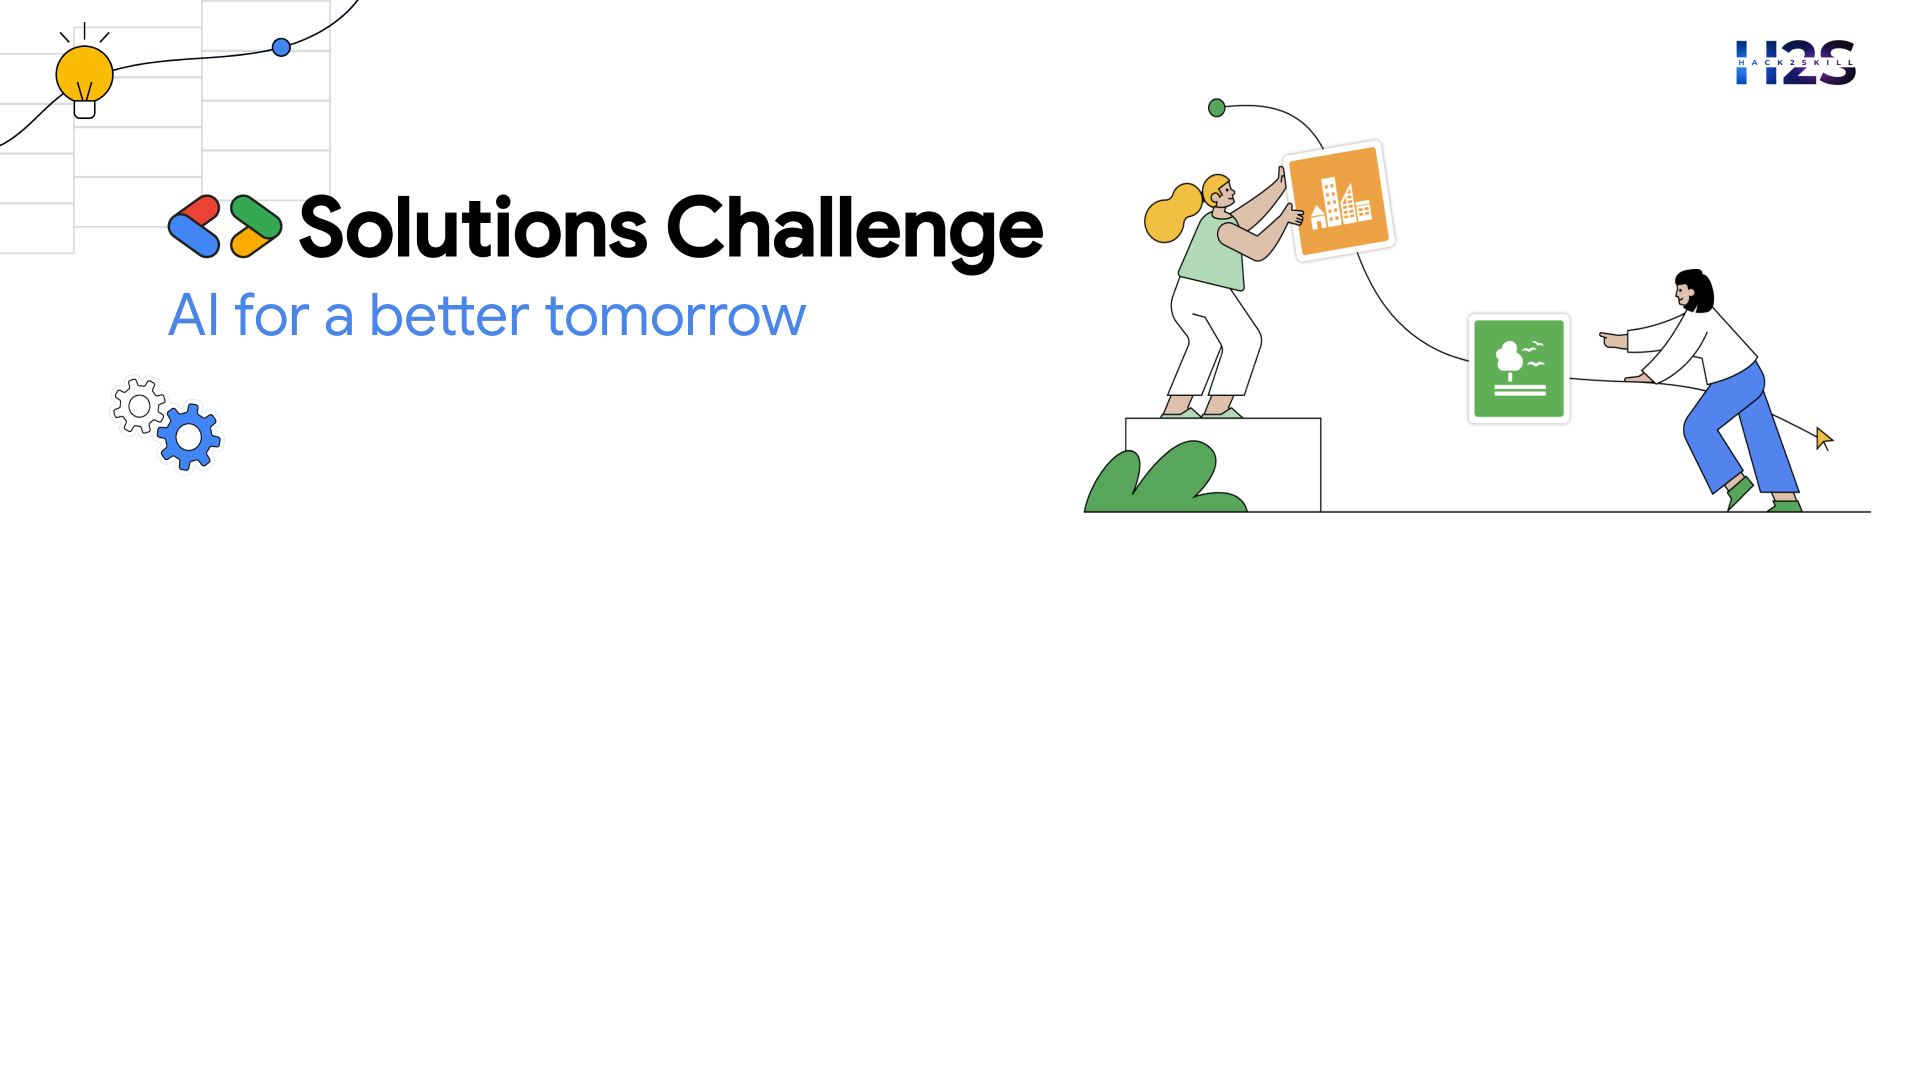 H2S
HACK2SKILL
Solutions Challenge
AI for a better tomorrow